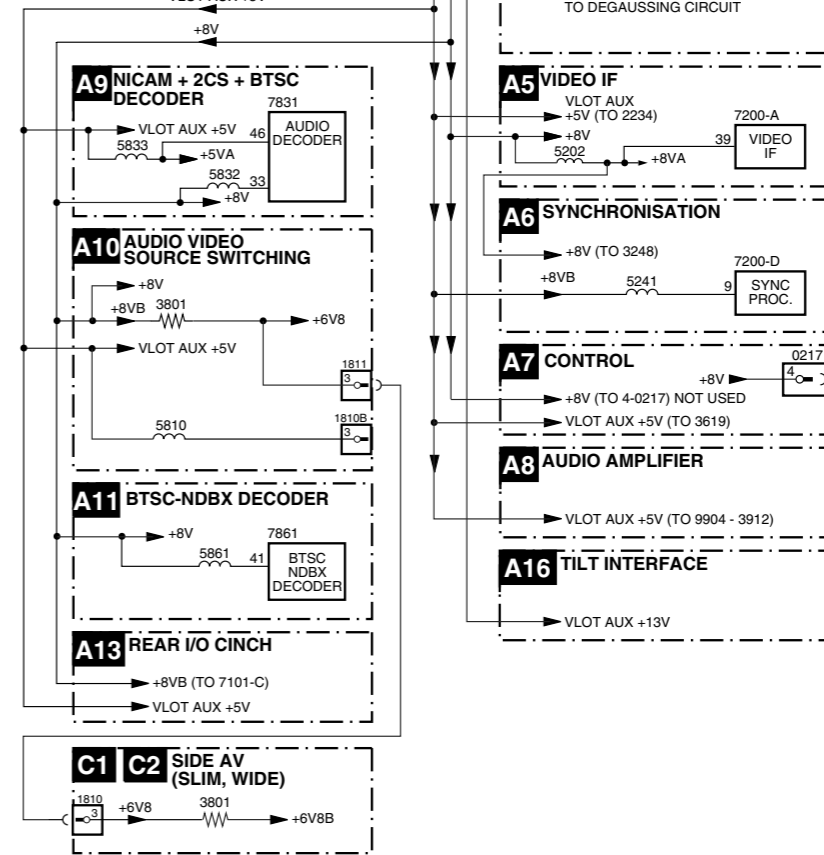 +8V
A9 NICAM + 2CS + BTSC
DECODER
7831
VLOT AUX +5V
46
AUDIO
DECODER
5833
+5VA
5832
33
+8V
A10 AUDIO VIDEO
SOURCE SWITCHING
+8V
+8VB
3801
+6V8
VLOT AUX +5V
1811
3
1810B
5810
3
A11 BTSC-NDBX DECODER
+8V
7861
5861
41
BTSC
NDBX
DECODER
A13 REAR I/O CINCH
+8VB (TO 7101-C)
VLOT AUX +5V
C1 C2 SIDE AV
(SLIM, WIDE)
1810
3
+6V8
3801
+6V8B
TO DEGAUSSING CIRCUIT
A5 VIDEO IF
VLOT AUX
+5V (TO 2234)
7200-A
+8V
39
VIDEO
IF
5202
+8VA
A6 SYNCHRONISATION
+8V (TO 3248)
7200-D
+8VB
5241
9
SYNC
PROC.
A7 CONTROL
0217
+8V
4
+8V (TO 4-0217) NOT USED
VLOT AUX +5V (TO 3619)
A8 AUDIO AMPLIFIER
VLOT AUX +5V (TO 9904 - 3912)
A16 TILT INTERFACE
VLOT AUX +13V